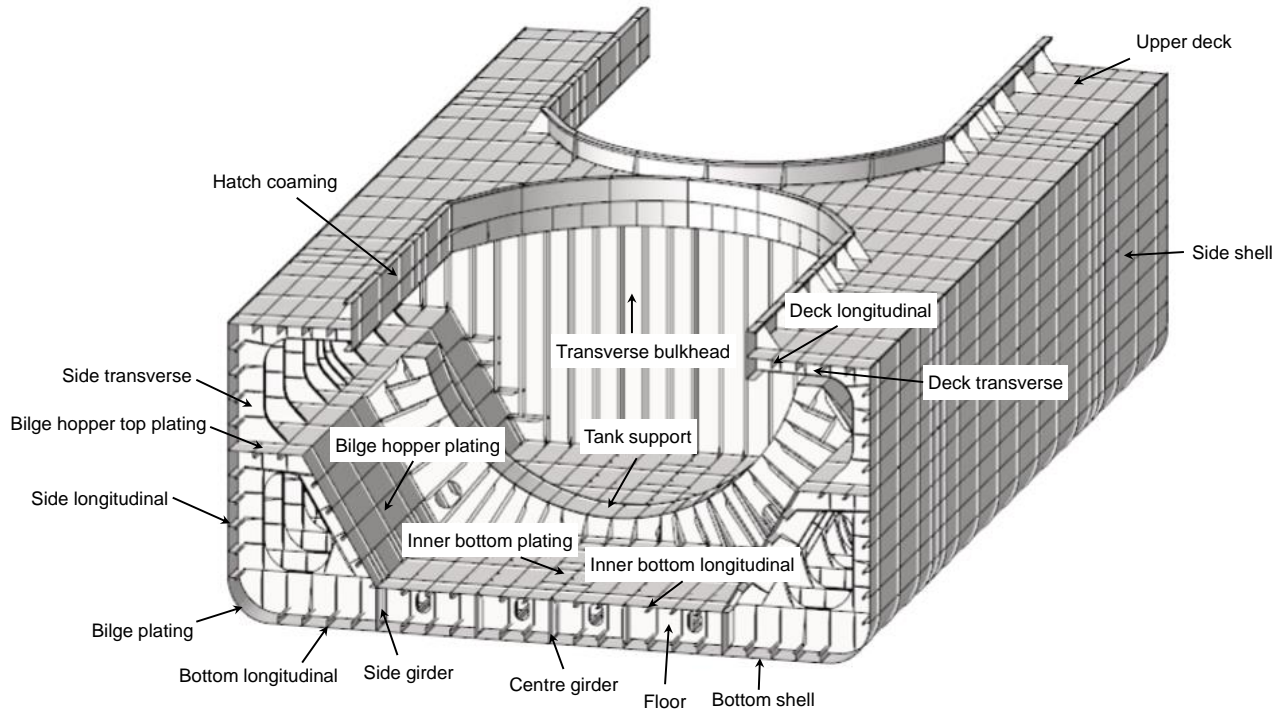 Upper deck
Hatch coaming
Side shell
Deck longitudinal
Transverse bulkhead
Side transverse
Deck transverse
Bilge hopper top plating
Bilge hopper plating
Tank support
Side longitudinal
Inner bottom plating
Inner bottom longitudinal
Bilge plating
Bottom longitudinal
Side girder
Centre girder
Floor
Bottom shell